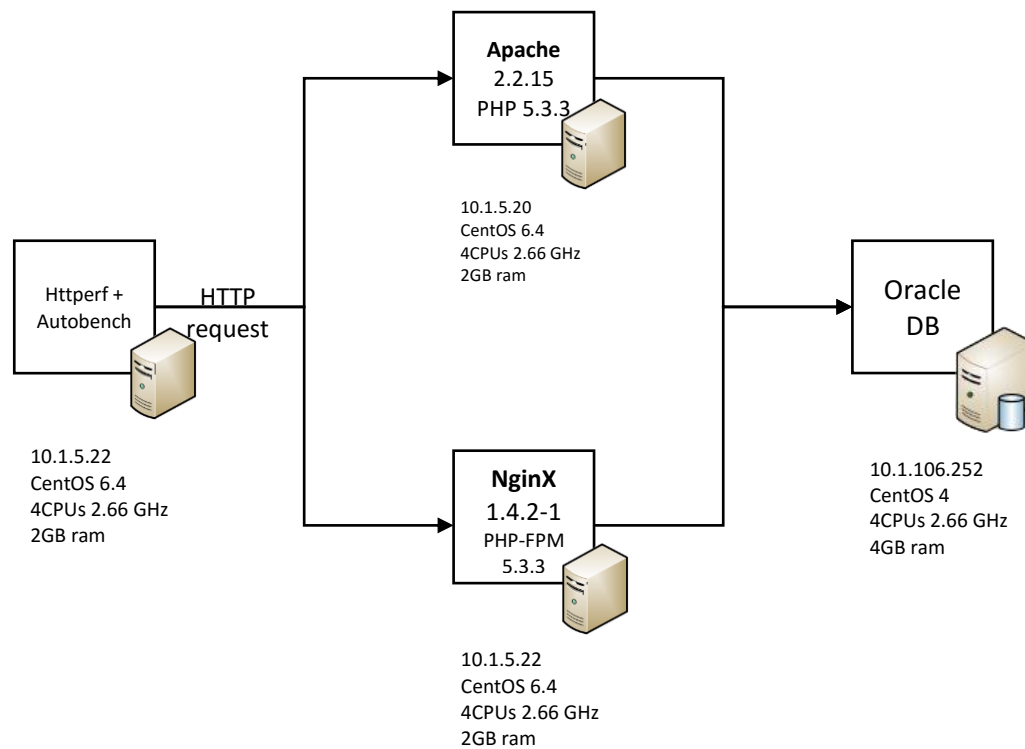 Apache
2.2.15
PHP 5.3.3
10.1.5.20
CentOS 6.4
4CPUs 2.66 GHz
2GB ram
Httperf +
Autobench
HTTP
request
10.1.5.22
CentOS 6.4
4CPUs 2.66 GHz
2GB ram
NginX
1.4.2-1
PHP-FPM
5.3.3
10.1.5.22
CentOS 6.4
4CPUs 2.66 GHz
2GB ram
Oracle
DB
10.1.106.252
CentOS 4
4CPUs 2.66 GHz
4GB ram